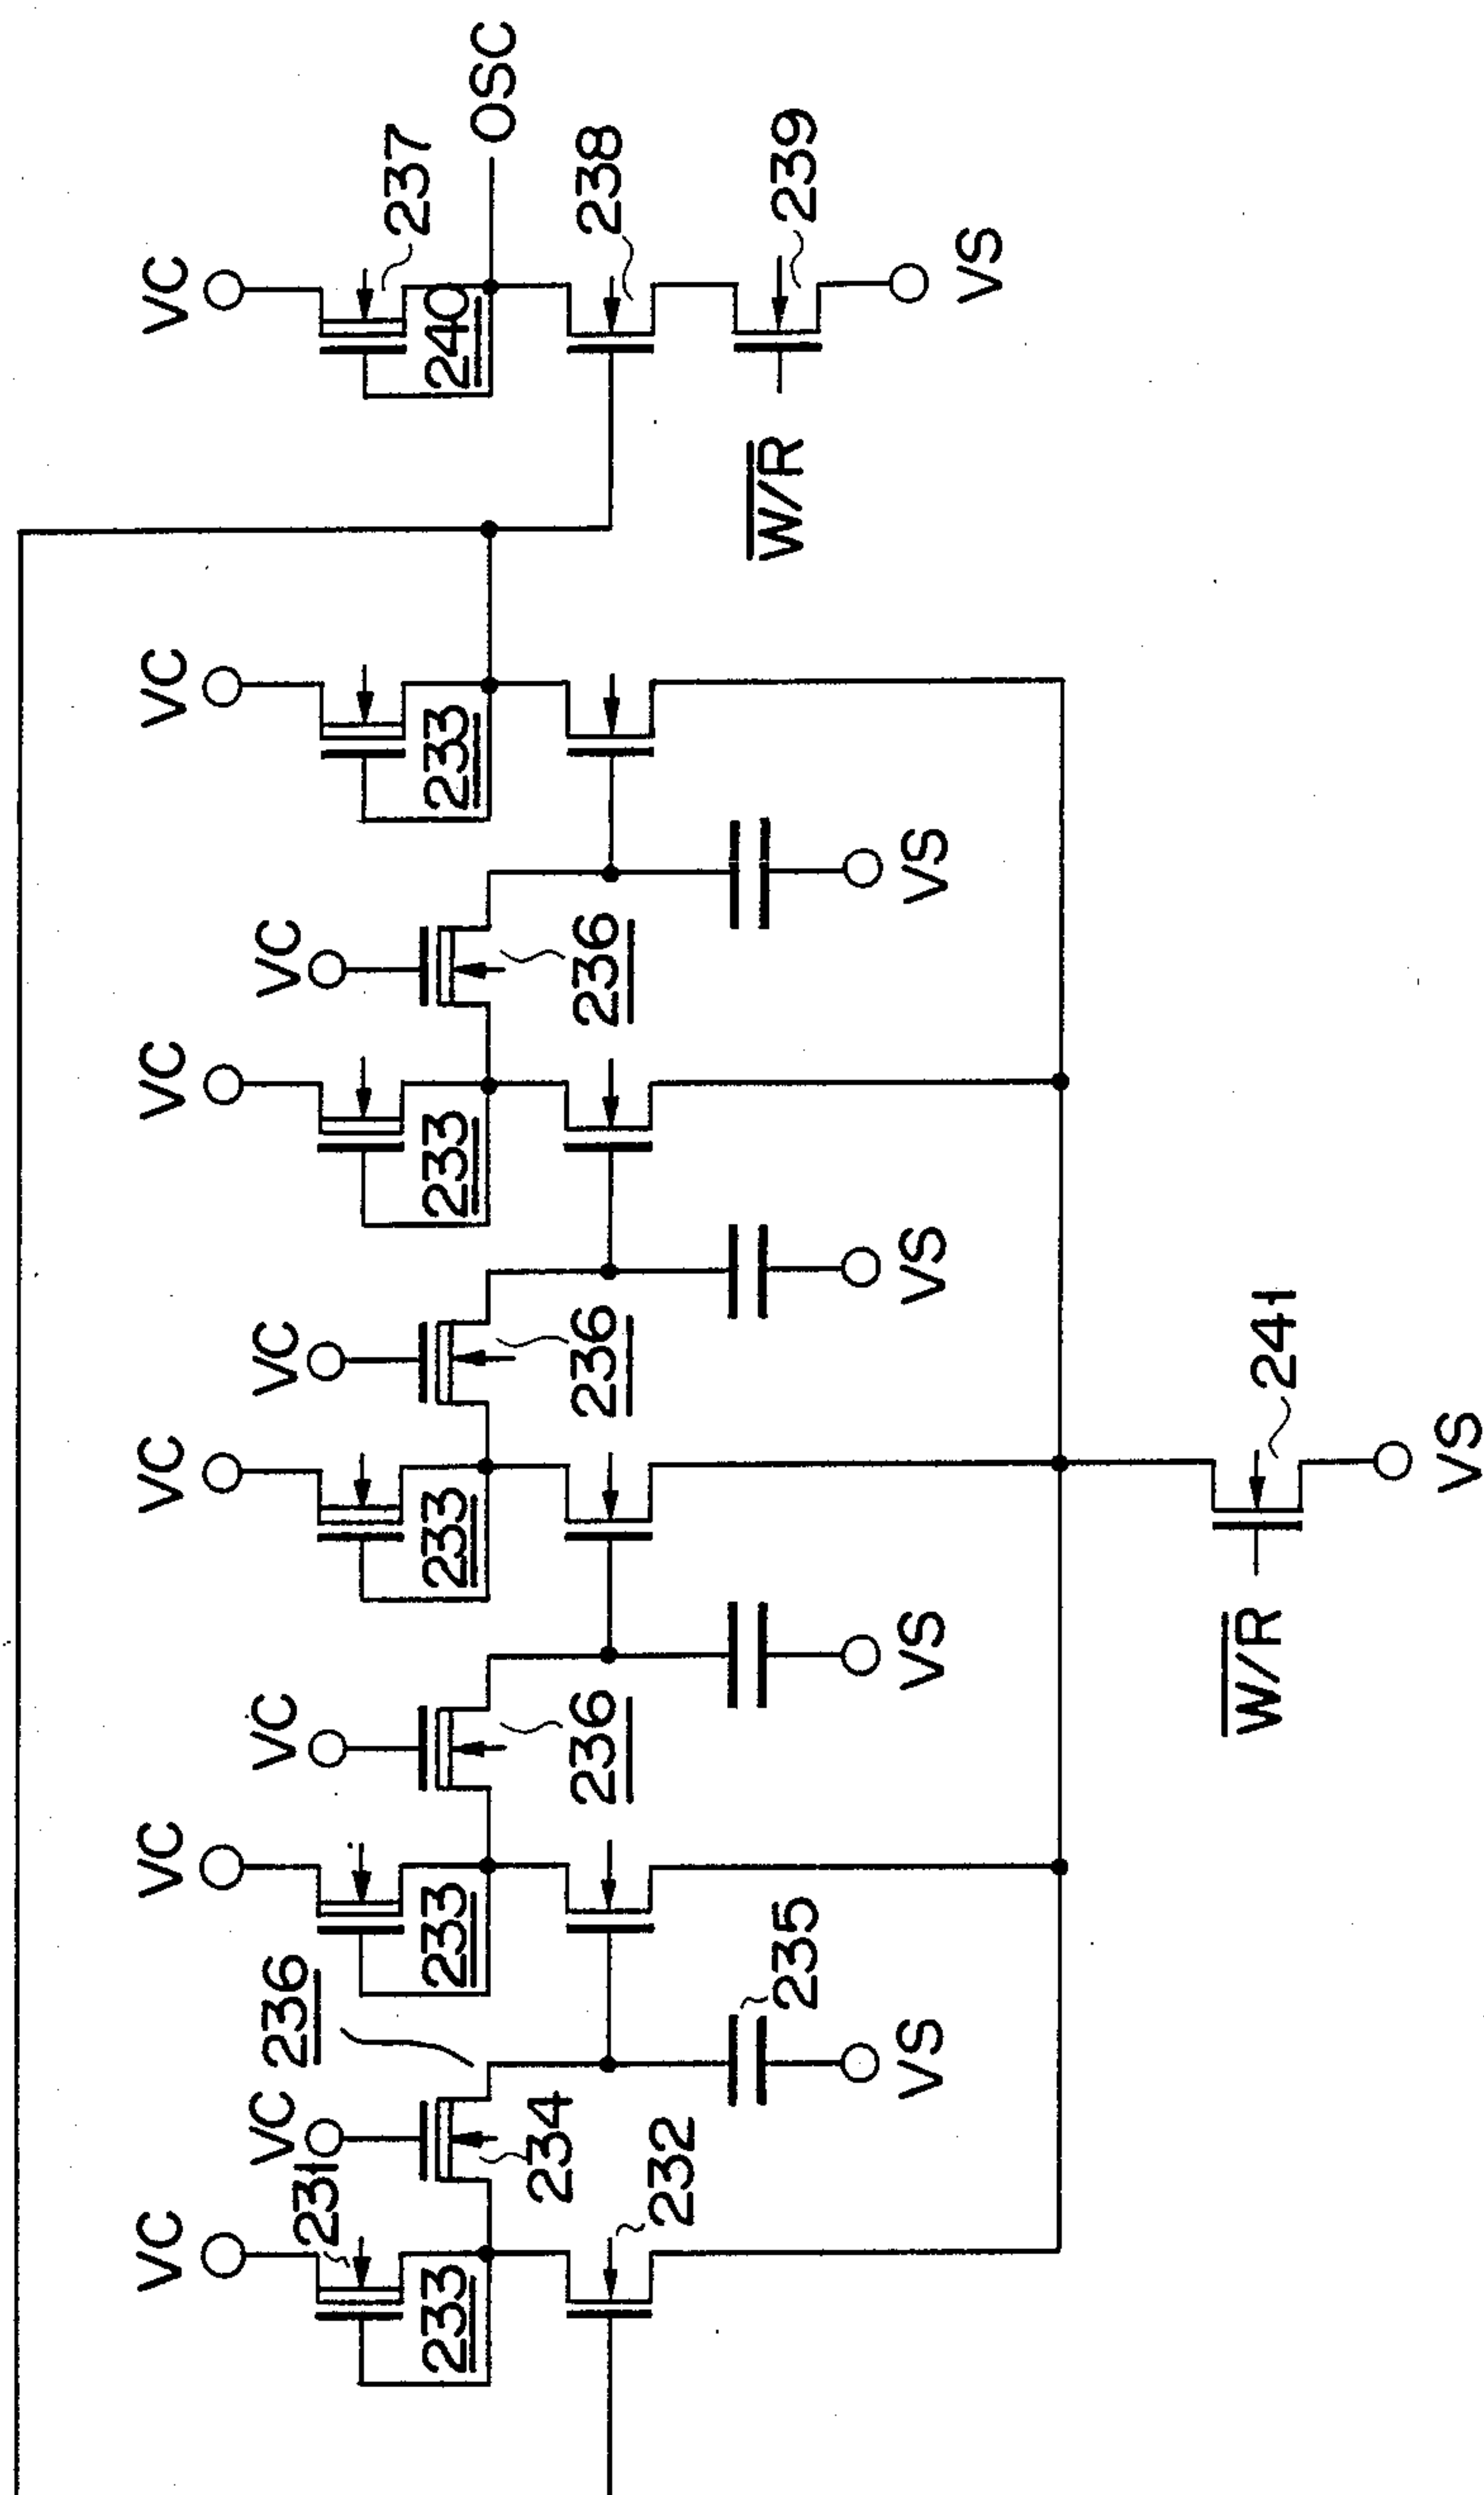 VC VC VC VC VC VC
VC 236 VC VC VC
231
237
233 233 233 233 233 240
OSC
234 236 236 236 238
232
235 W̅/̅R̅ 239
VS VS VS VS VS
W̅/̅R̅ 241
VS